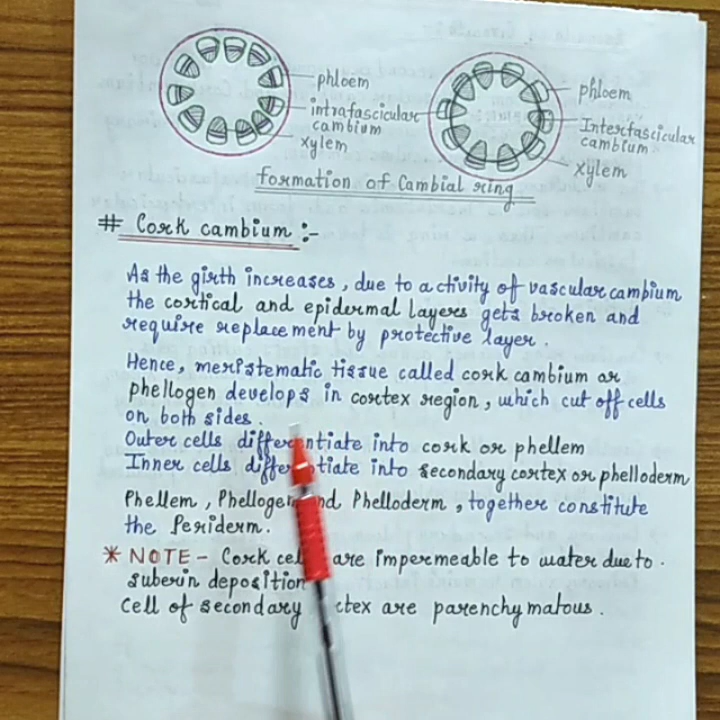 phloem
intrafascicular
cambium
xylem
phloem
Interfascicular
cambium
xylem
Formation of Cambial ring
# Cork cambium :-
As the girth increases, due to activity of vascular cambium
the cortical and epidermal layers gets broken and
require replacement by protective layer.
Hence, meristematic tissue called cork cambium or
phellogen develops in cortex region, which cut off cells
on both sides.
Outer cells differentiate into cork or phellem
Inner cells differentiate into secondary cortex or phelloderm
Phellem, Phellogen and Phelloderm, together constitute
the Periderm.
* NOTE - Cork cells are impermeable to water due to.
suberin deposition
Cell of secondary cortex are parenchymatous.